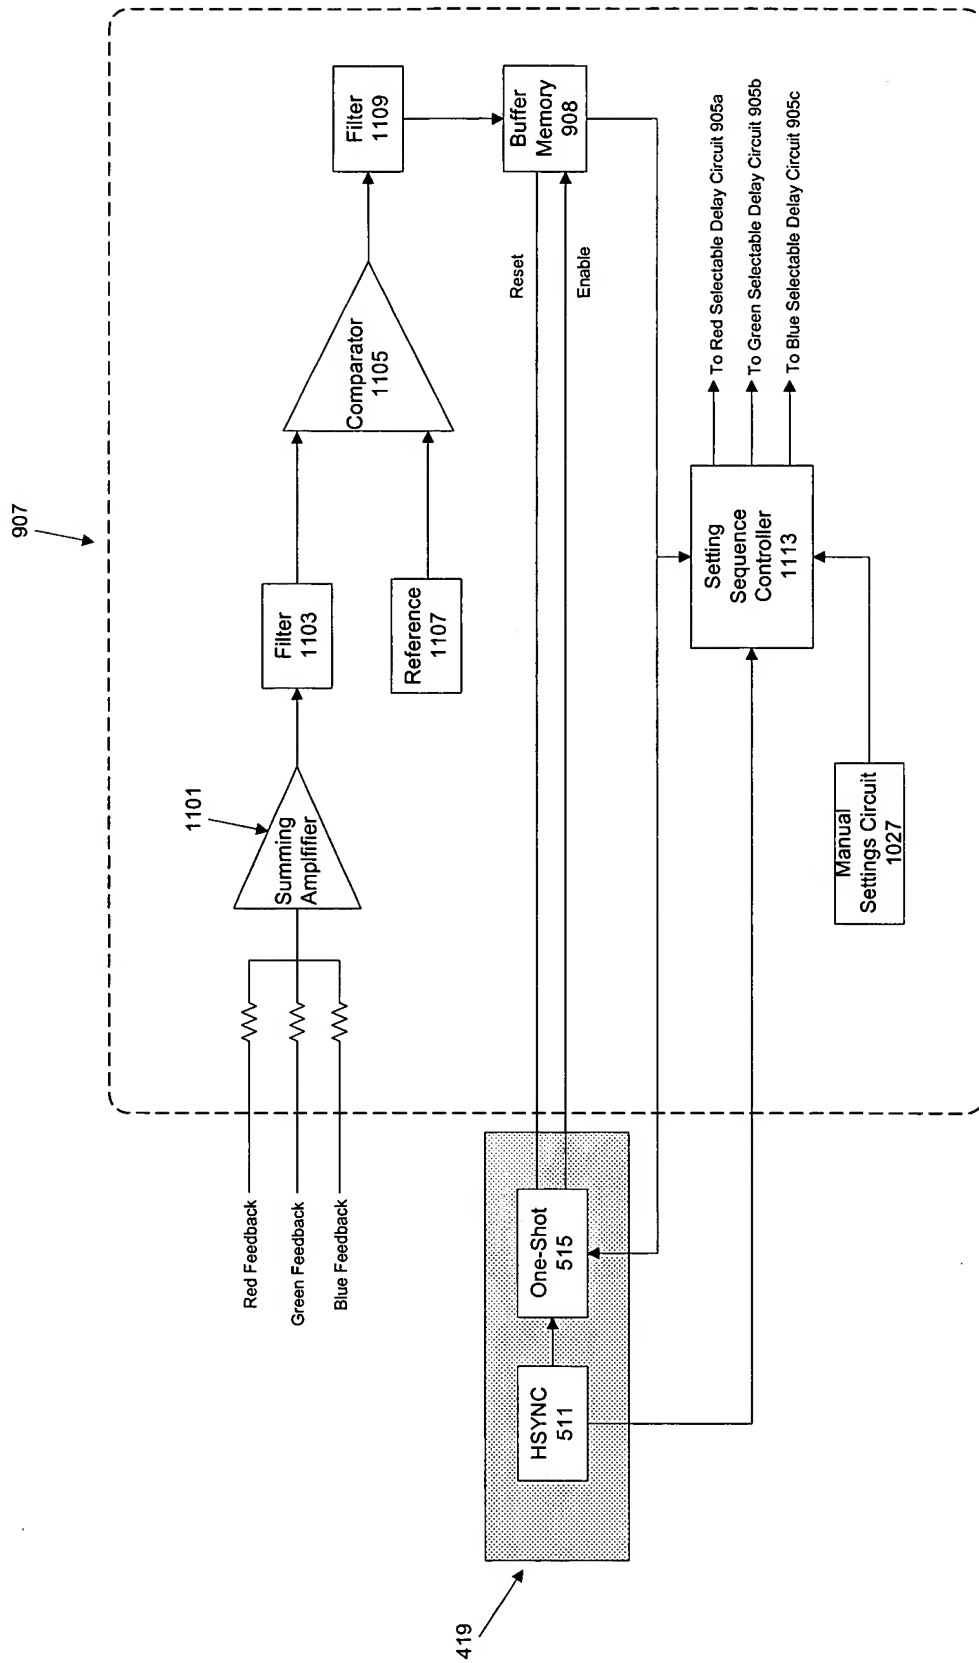 907
Red Feedback
Green Feedback
Blue Feedback
1101
Summing
Amplfifier
Filter
1103
Reference
1107
Comparator
1105
Filter
1109
Buffer
Memory
908
Reset
Enable
419
HSYNC
511
One-Shot
515
Setting
Sequence
Controller
1113
To Red Selectable Delay Circuit 905a
To Green Selectable Delay Circuit 905b
To Blue Selectable Delay Circuit 905c
Manual
Settings Circuit
1027